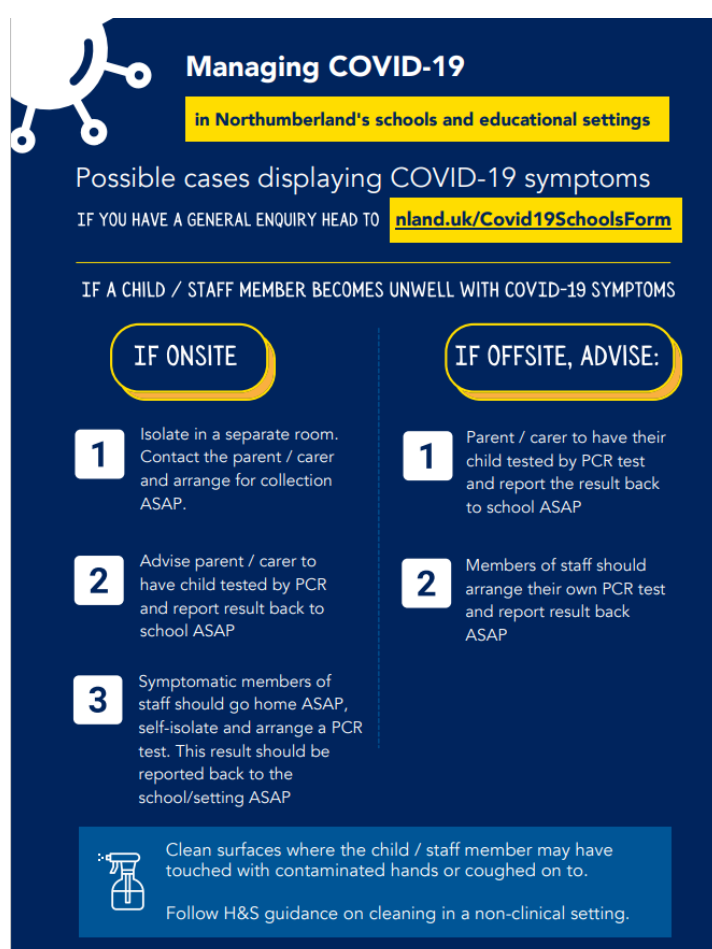 Managing COVID-19
in Northumberland's schools and educational settings
Possible cases displaying COVID-19 symptoms
IF YOU HAVE A GENERAL ENQUIRY HEAD TO nland.uk/Covid19SchoolsForm
IF A CHILD / STAFF MEMBER BECOMES UNWELL WITH COVID-19 SYMPTOMS
IF ONSITE
1
Isolate in a separate room.
Contact the parent / carer
and arrange for collection
ASAP.
2
Advise parent / carer to
have child tested by PCR
and report result back to
school ASAP
3
Symptomatic members of
staff should go home ASAP,
self-isolate and arrange a PCR
test. This result should be
reported back to the
school/setting ASAP
IF OFFSITE, ADVISE:
1
Parent / carer to have their
child tested by PCR test
and report the result back
to school ASAP
2
Members of staff should
arrange their own PCR test
and report result back
ASAP
Clean surfaces where the child / staff member may have
touched with contaminated hands or coughed on to.
Follow H&S guidance on cleaning in a non-clinical setting.